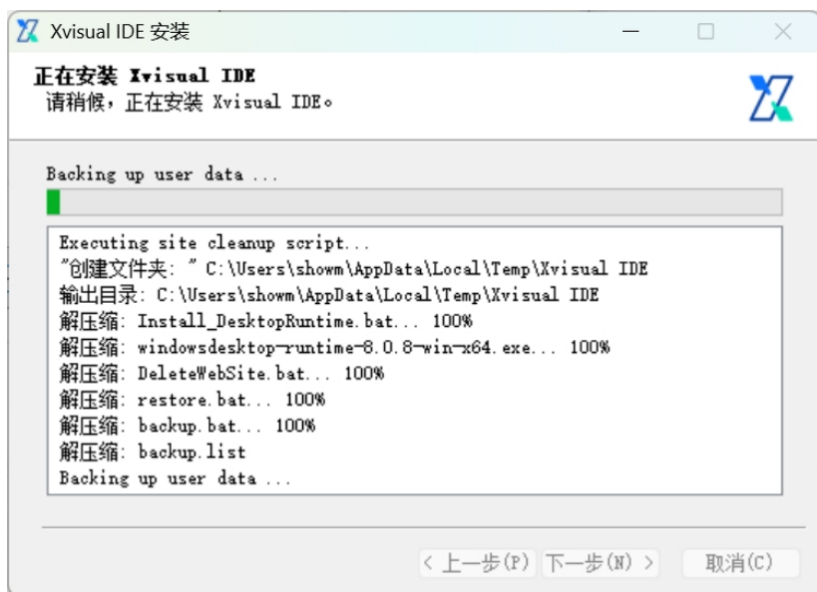 Xvisual IDE 安装
正在安装 Xvisual IDE
请稍候，正在安装 Xvisual IDE。
Backing up user data ...
Executing site cleanup script...
"创建文件夹: " C:\Users\showm\AppData\Local\Temp\Xvisual IDE
输出目录: C:\Users\showm\AppData\Local\Temp\Xvisual IDE
解压缩: Install_DesktopRuntime.bat... 100%
解压缩: windowsdesktop-runtime-8.0.8-win-x64.exe... 100%
解压缩: DeleteWebSite.bat... 100%
解压缩: restore.bat... 100%
解压缩: backup.bat... 100%
解压缩: backup.list
Backing up user data ...
< 上一步(P) 下一步(N) > 取消(C)